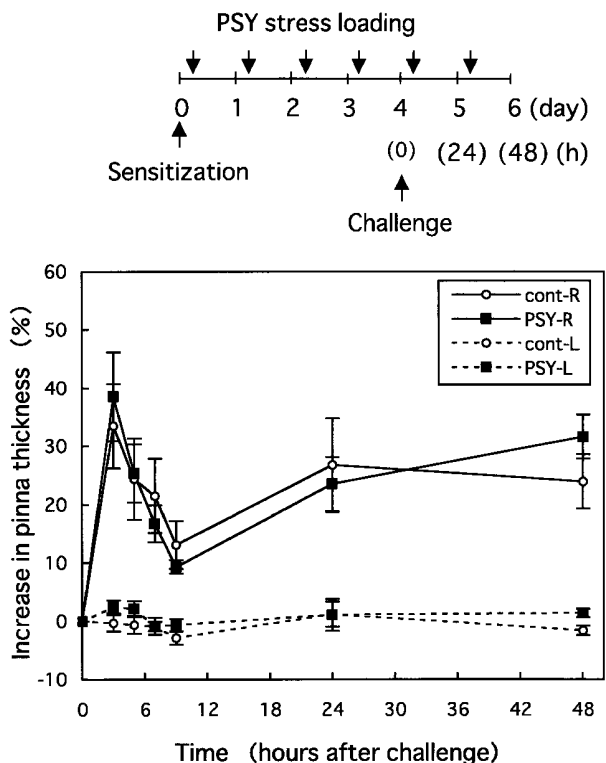 PSY stress loading
0 1 2 3 4 5 6 (day)
(0) (24) (48) (h)
Sensitization
Challenge
Increase in pinna thickness (%)
60
50
40
30
20
10
0
-10
cont-R
PSY-R
cont-L
PSY-L
0 6 12 18 24 30 36 42 48
Time (hours after challenge)